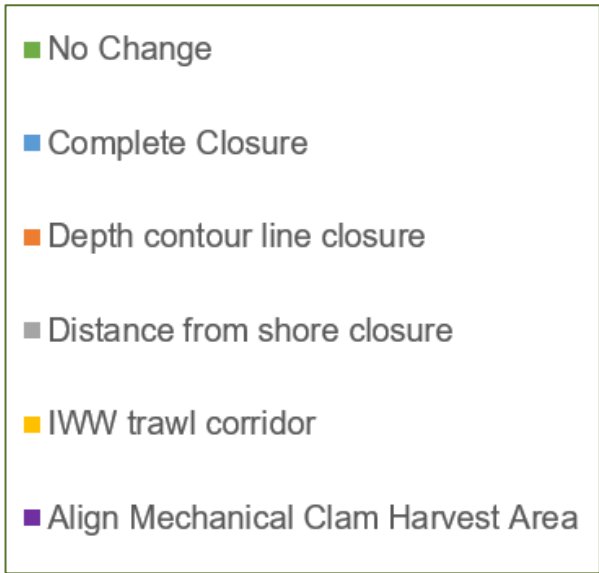 No Change
Complete Closure
Depth contour line closure
Distance from shore closure
IWW trawl corridor
Align Mechanical Clam Harvest Area